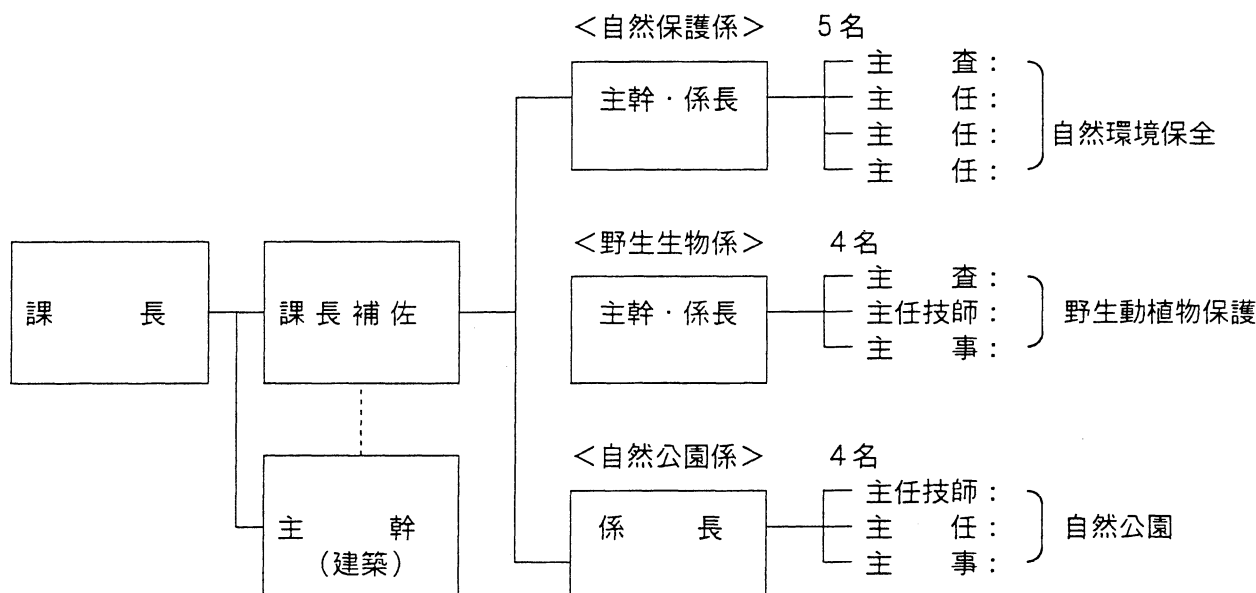 <自然保護係> 5名
主幹・係長
主 査：
主 任：
主 任：
主 任：
自然環境保全
<野生生物係> 4名
課 長
課長補佐
主幹・係長
主 査：
主任技師：
主 事：
野生動植物保護
<自然公園係> 4名
主 幹
(建築)
係 長
主任技師：
主 任：
主 事：
自然公園